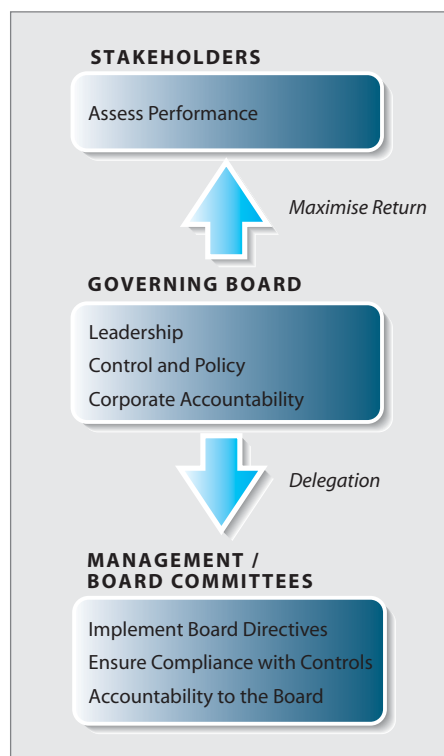 STAKEHOLDERS
Assess Performance
Maximise Return
GOVERNING BOARD
Leadership
Control and Policy
Corporate Accountability
Delegation
MANAGEMENT /
BOARD COMMITTEES
Implement Board Directives
Ensure Compliance with Controls
Accountability to the Board